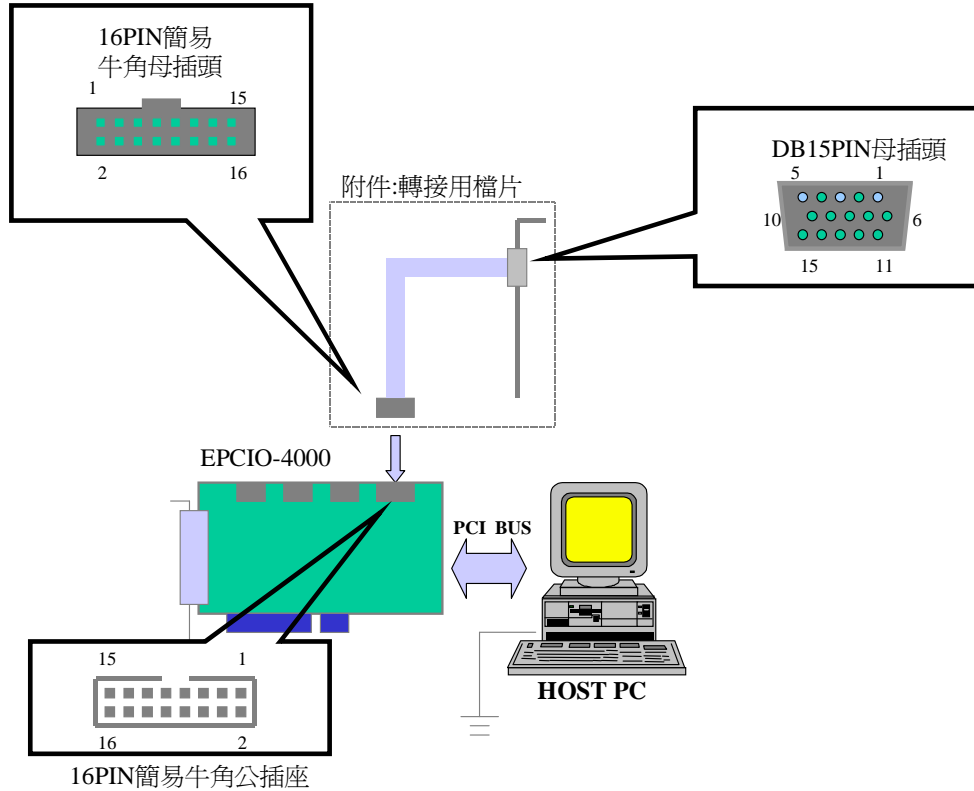 16PIN簡易
牛角母插頭
1
15
2
16
DB15PIN母插頭
5
1
10
6
15
11
附件:轉接用檔片
EPCIO-4000
PCI BUS
HOST PC
15
1
16
2
16PIN簡易牛角公插座